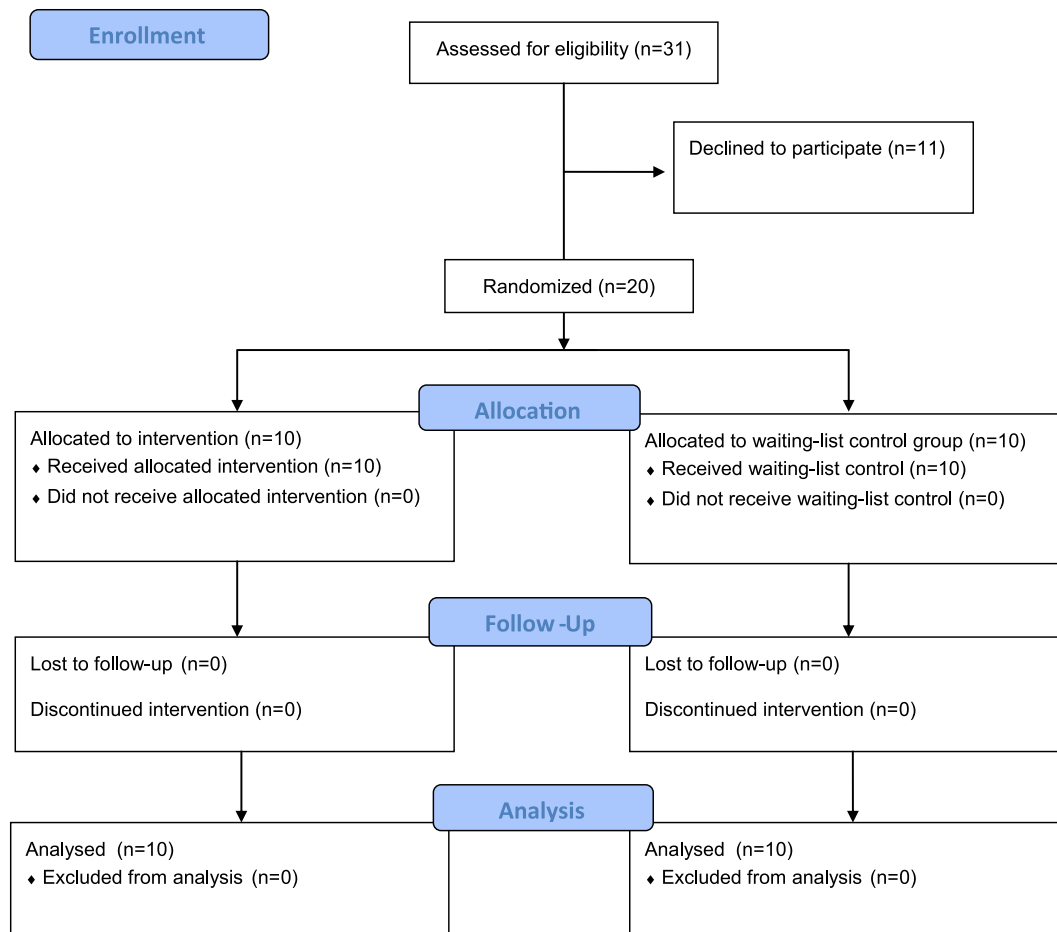 Enrollment
Assessed for eligibility (n=31)
Declined to participate (n=11)
Randomized (n=20)
Allocation
Allocated to intervention (n=10)
♦ Received allocated intervention (n=10)
♦ Did not receive allocated intervention (n=0)
Allocated to waiting-list control group (n=10)
♦ Received waiting-list control (n=10)
♦ Did not receive waiting-list control (n=0)
Follow-Up
Lost to follow-up (n=0)
Discontinued intervention (n=0)
Lost to follow-up (n=0)
Discontinued intervention (n=0)
Analysis
Analysed (n=10)
♦ Excluded from analysis (n=0)
Analysed (n=10)
♦ Excluded from analysis (n=0)